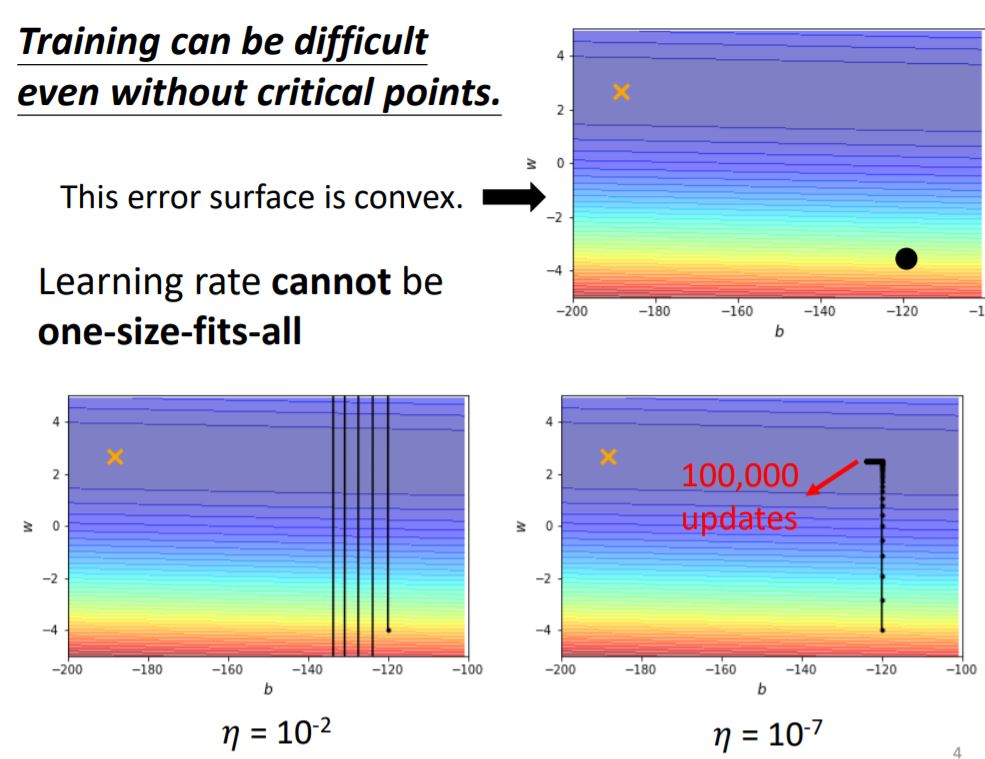 Training can be difficult
even without critical points.
This error surface is convex.
Learning rate cannot be
one-size-fits-all
4
2
0
−2
−4
w
−200
−180
−160
−140
−120
−1
b
4
2
0
−2
−4
w
−200
−180
−160
−140
−120
−100
b
η = 10⁻²
4
2
0
−2
−4
w
100,000
updates
−200
−180
−160
−140
−120
−100
b
η = 10⁻⁷
4